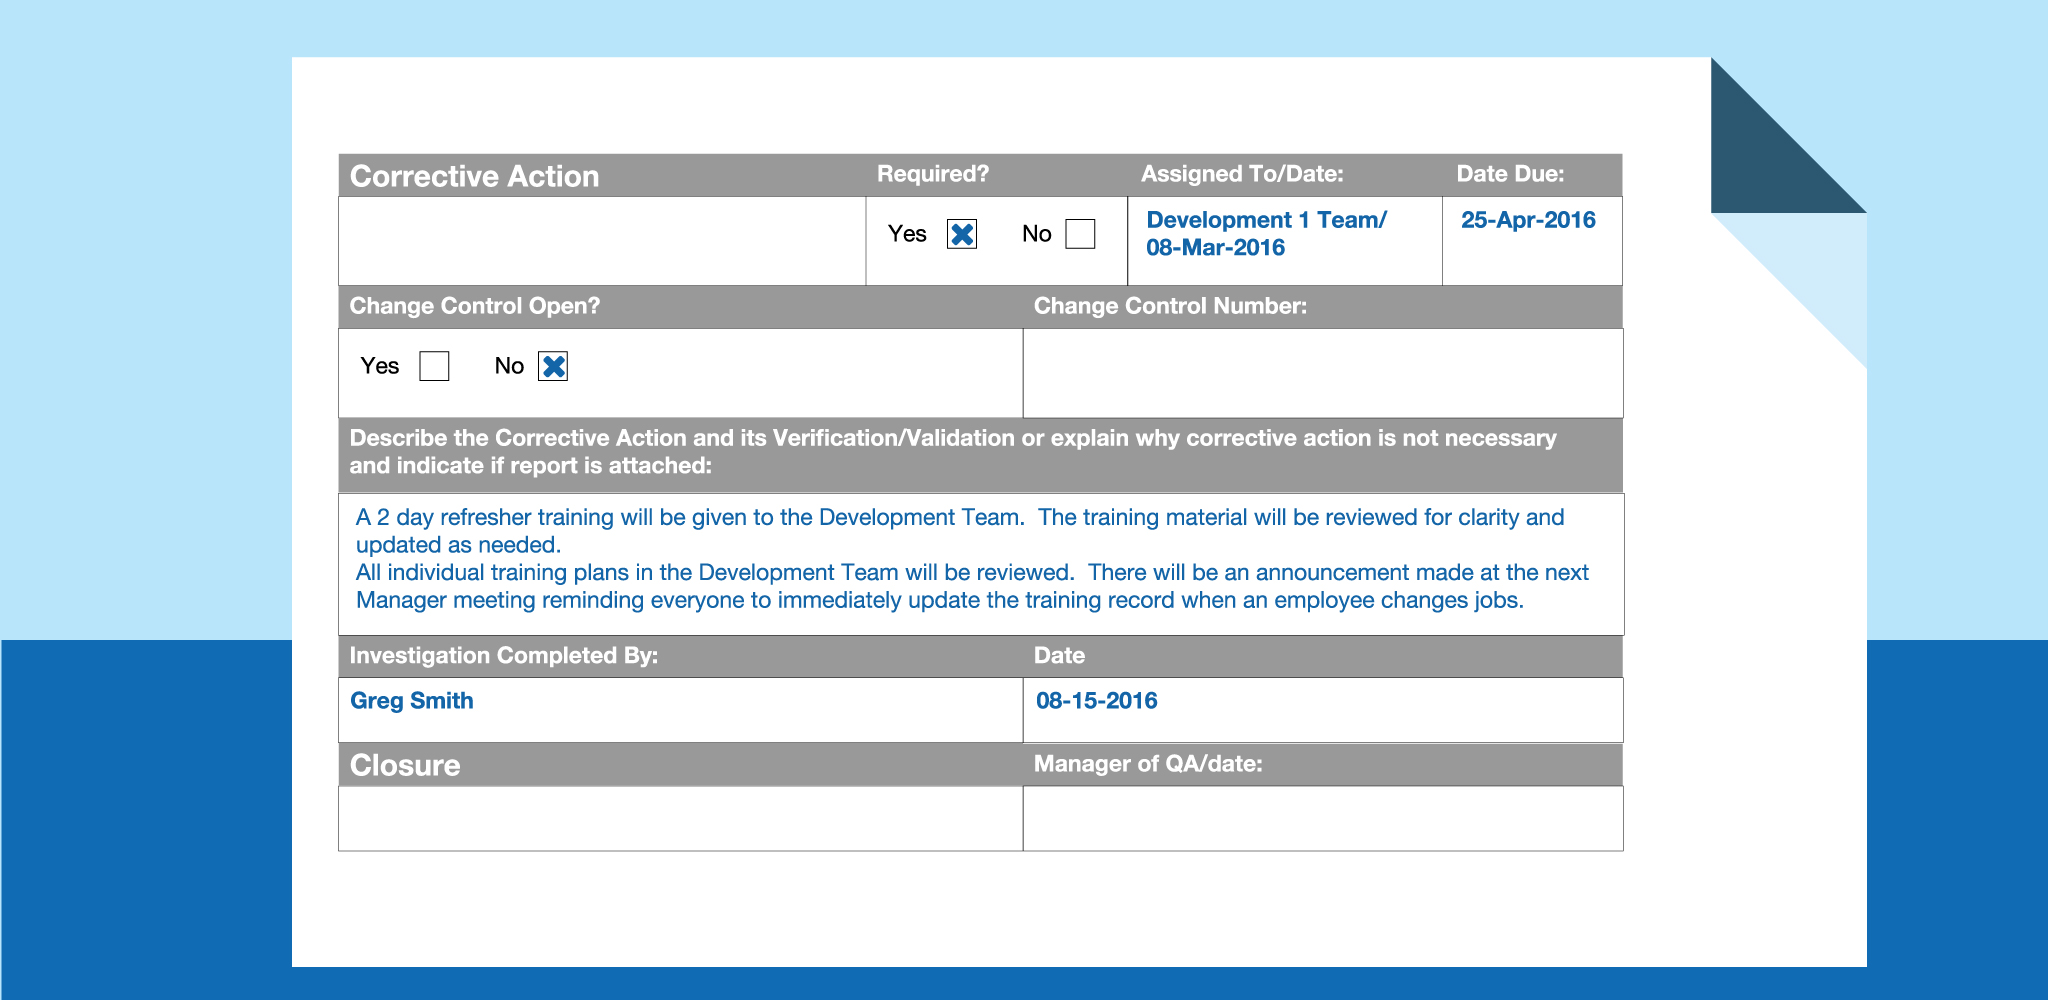 Corrective Action Required? Assigned To/Date: Date Due:
Yes No Development 1 Team/ 25-Apr-2016
08-Mar-2016
Change Control Open? Change Control Number:
Yes No
Describe the Corrective Action and its Verification/Validation or explain why corrective action is not necessary
and indicate if report is attached:
A 2 day refresher training will be given to the Development Team. The training material will be reviewed for clarity and
updated as needed.
All individual training plans in the Development Team will be reviewed. There will be an announcement made at the next
Manager meeting reminding everyone to immediately update the training record when an employee changes jobs.
Investigation Completed By: Date
Greg Smith 08-15-2016
Closure Manager of QA/date: